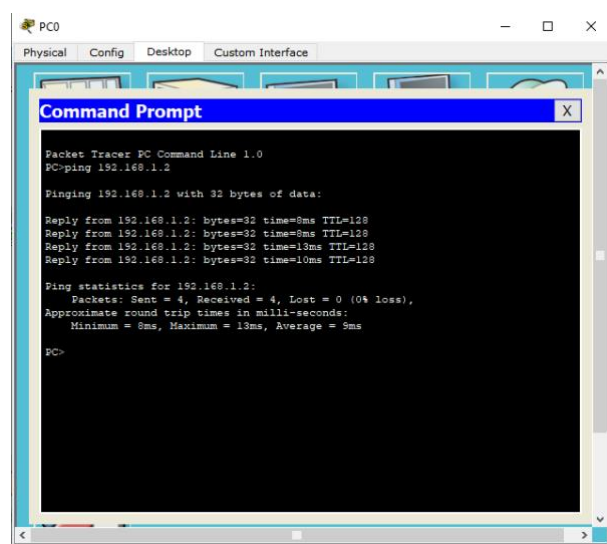 PC0
Physical Config Desktop Custom Interface
Command Prompt X
Packet Tracer PC Command Line 1.0
PC>ping 192.168.1.2
Pinging 192.168.1.2 with 32 bytes of data:
Reply from 192.168.1.2: bytes=32 time=8ms TTL=128
Reply from 192.168.1.2: bytes=32 time=8ms TTL=128
Reply from 192.168.1.2: bytes=32 time=13ms TTL=128
Reply from 192.168.1.2: bytes=32 time=10ms TTL=128
Ping statistics for 192.168.1.2:
Packets: Sent = 4, Received = 4, Lost = 0 (0% loss),
Approximate round trip times in milli-seconds:
Minimum = 8ms, Maximum = 13ms, Average = 9ms
PC>